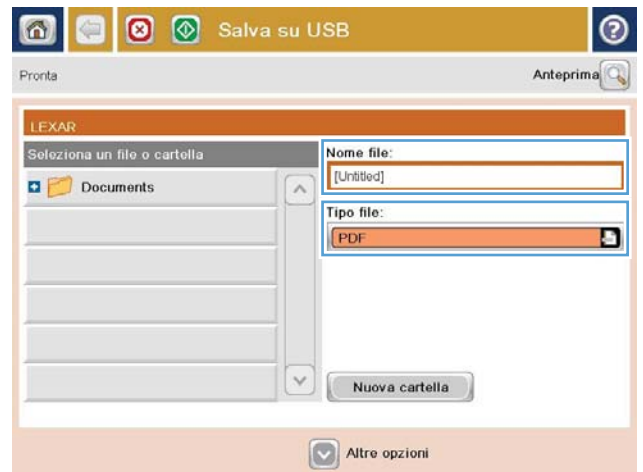 Salva su USB
Pronta
Anteprima
LEXAR
Seleziona un file o cartella
Documents
Nome file:
[Untitled]
Tipo file:
PDF
Nuova cartella
Altre opzioni